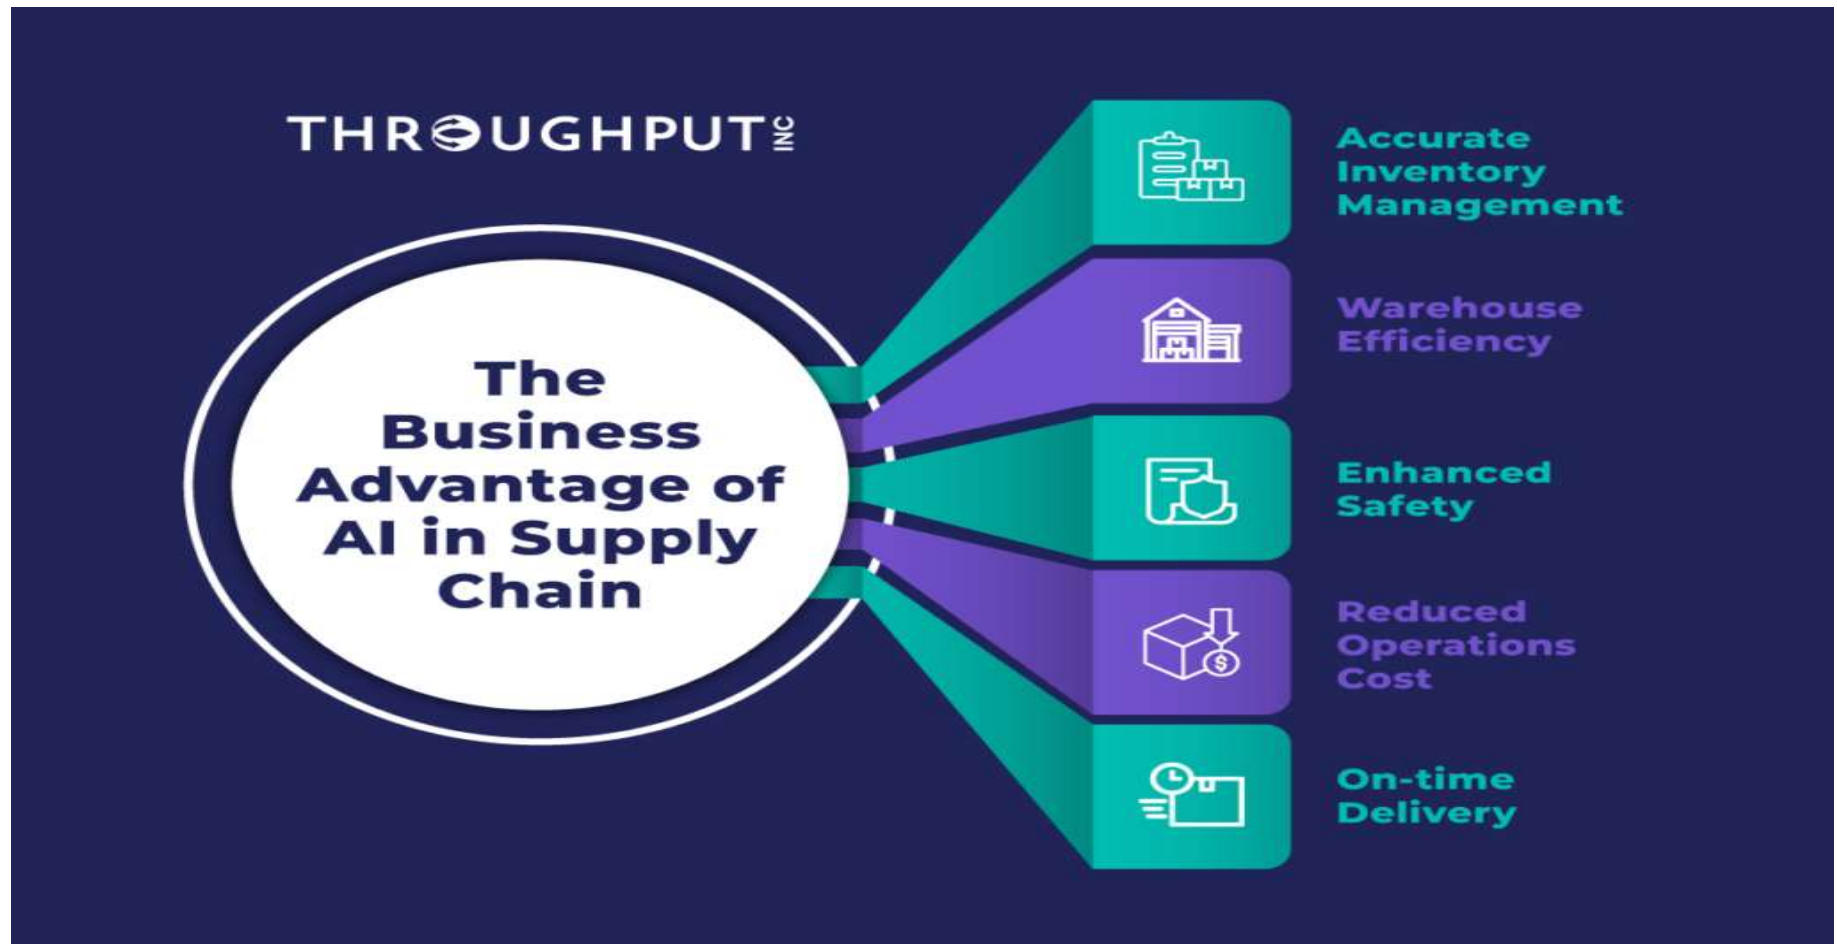 THROUGHPUT INC
The
Business
Advantage of
AI in Supply
Chain
Accurate
Inventory
Management
Warehouse
Efficiency
Enhanced
Safety
Reduced
Operations
Cost
On-time
Delivery